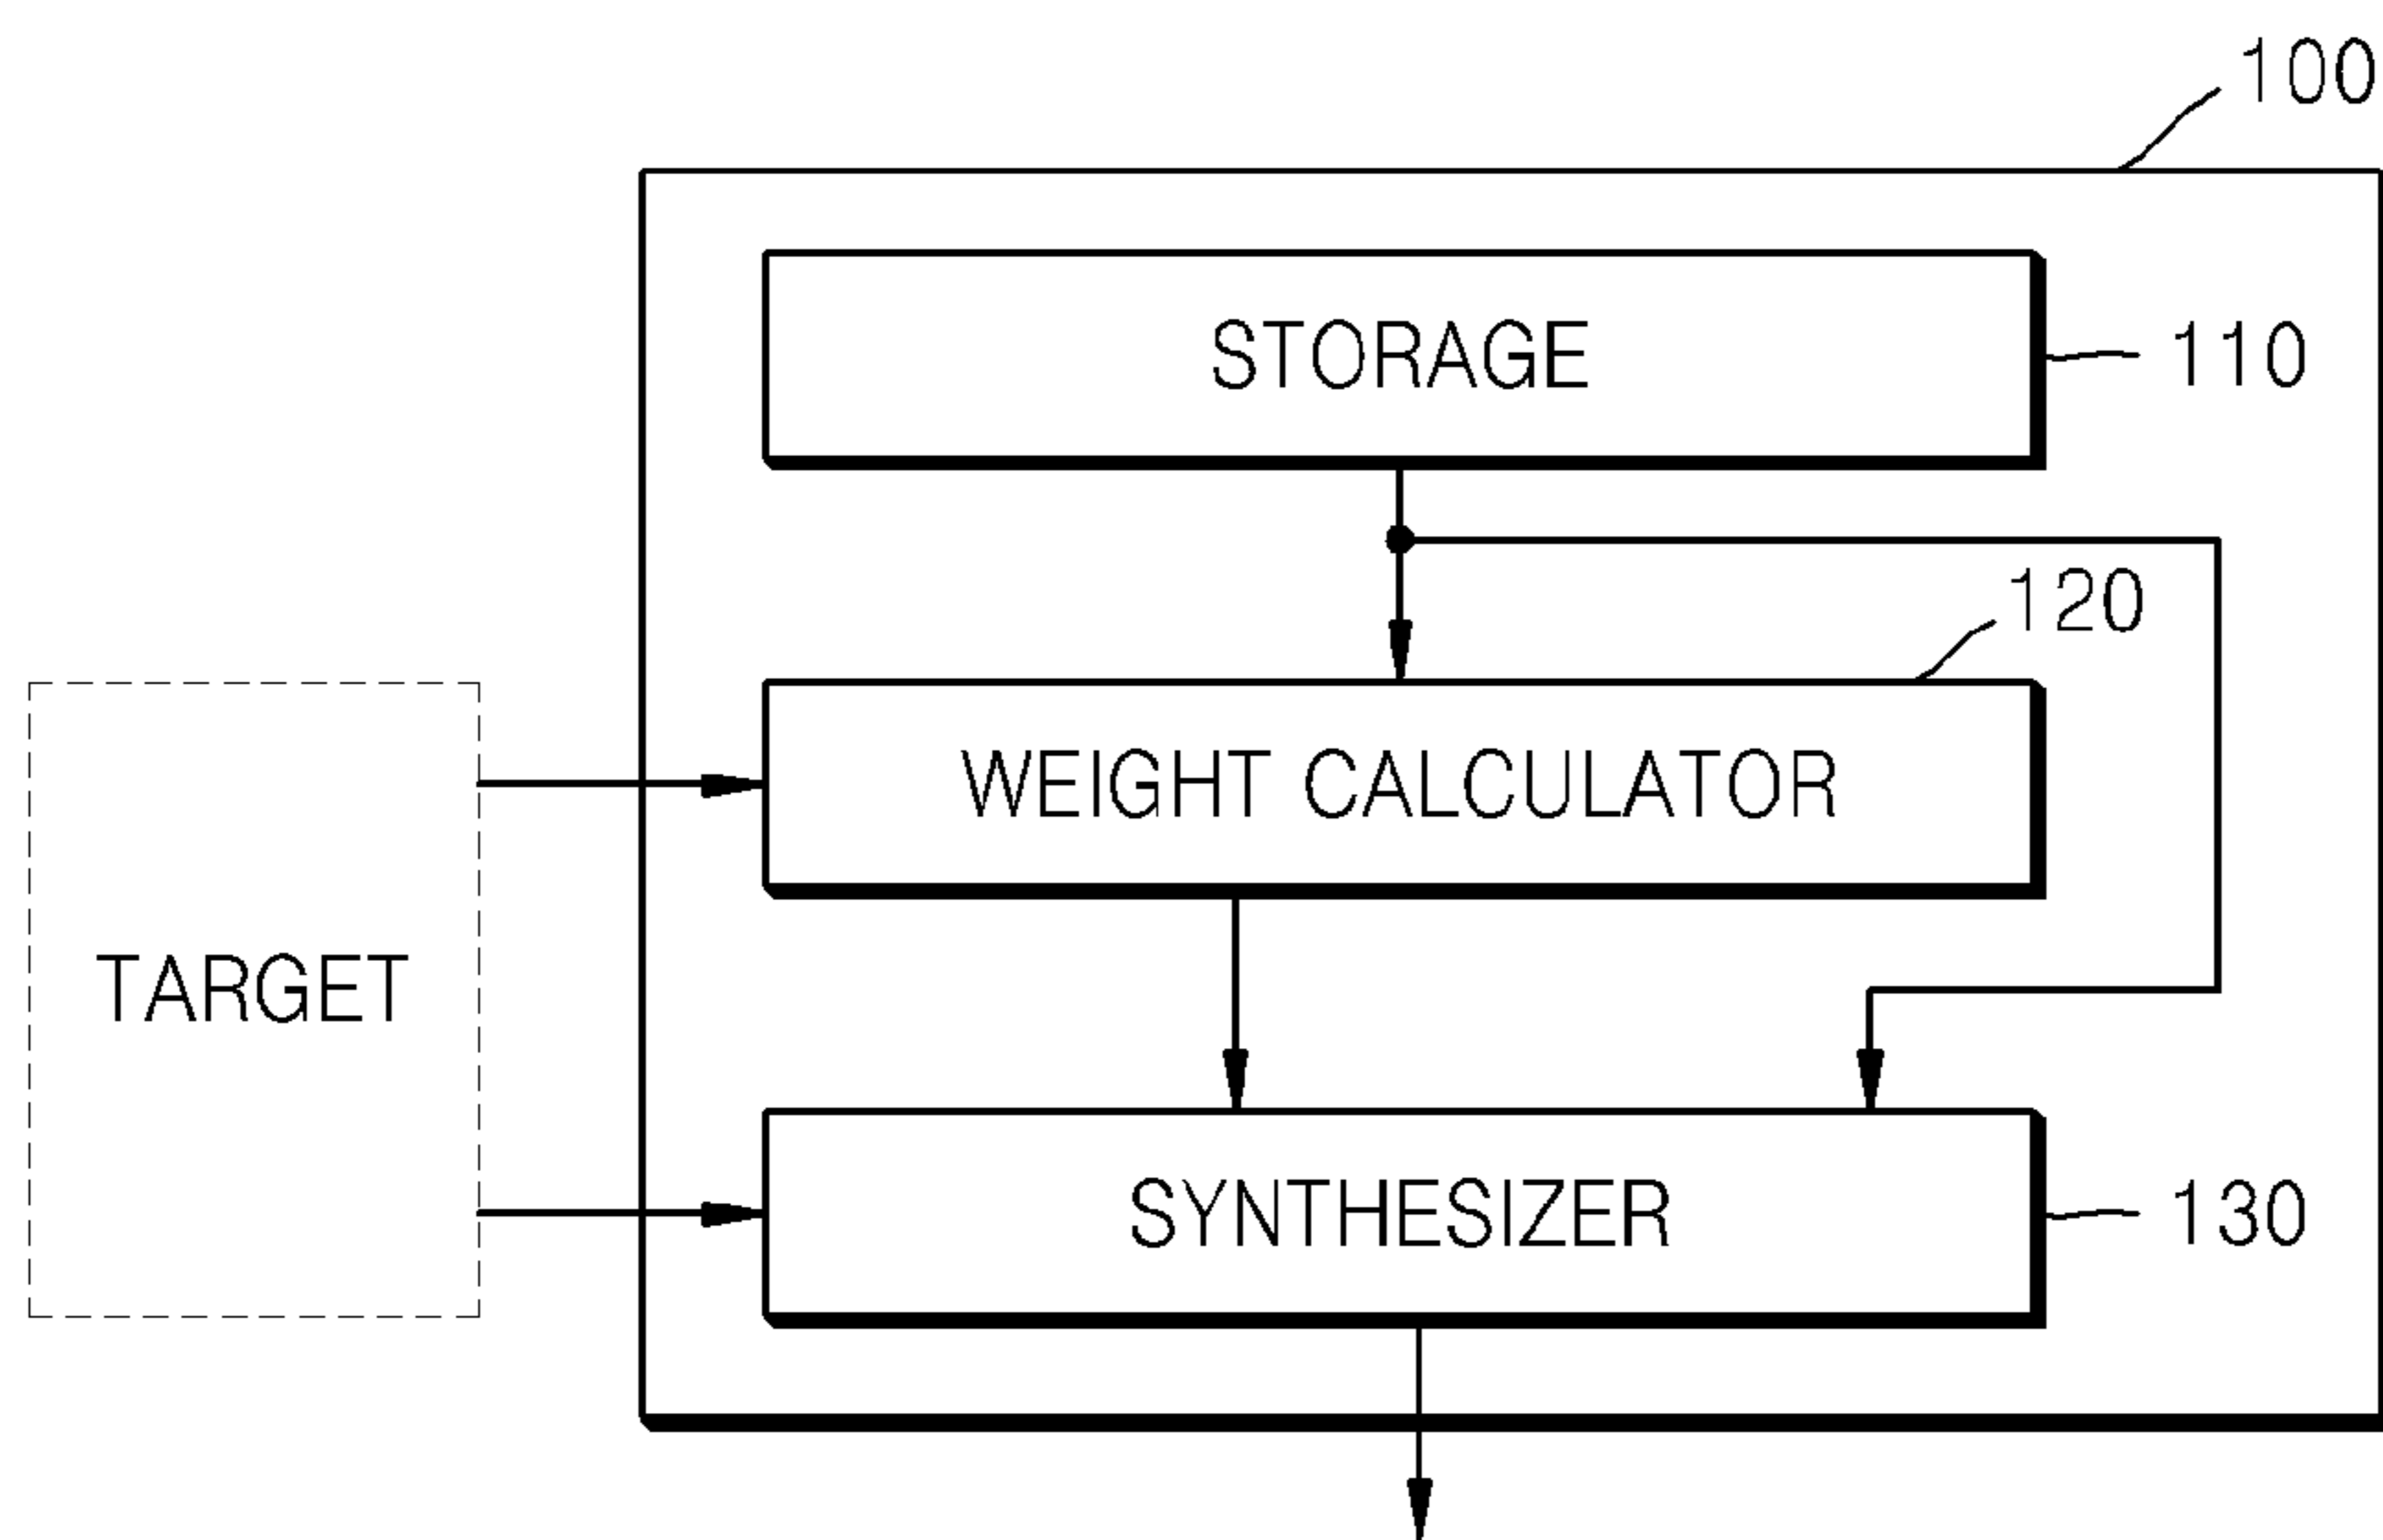 100
STORAGE
110
120
WEIGHT CALCULATOR
TARGET
SYNTHESIZER
130